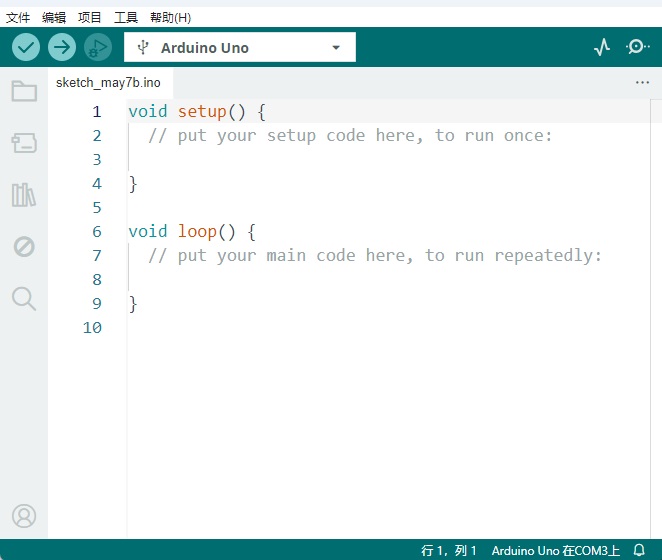 文件 编辑 项目 工具 帮助(H)
Arduino Uno
sketch_may7b.ino
1 void setup() {
2 // put your setup code here, to run once:
3
4 }
5
6 void loop() {
7 // put your main code here, to run repeatedly:
8
9 }
10
行 1，列 1 Arduino Uno 在COM3上